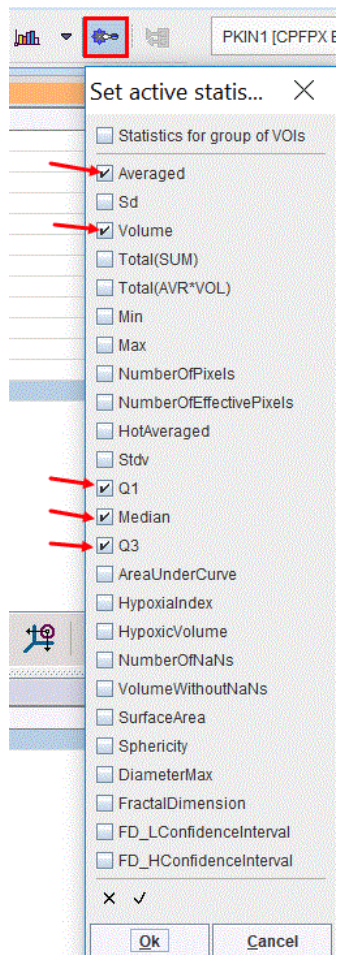 PKIN1 [CPFPX E
Set active statis...
Statistics for group of VOIs
Averaged
Sd
Volume
Total(SUM)
Total(AVR*VOL)
Min
Max
NumberOfPixels
NumberOfEffectivePixels
HotAveraged
Stdv
Q1
Median
Q3
AreaUnderCurve
HypoxiaIndex
HypoxicVolume
NumberOfNaNs
VolumeWithoutNaNs
SurfaceArea
Sphericity
DiameterMax
FractalDimension
FD_LConfidenceInterval
FD_HConfidenceInterval
Ok Cancel